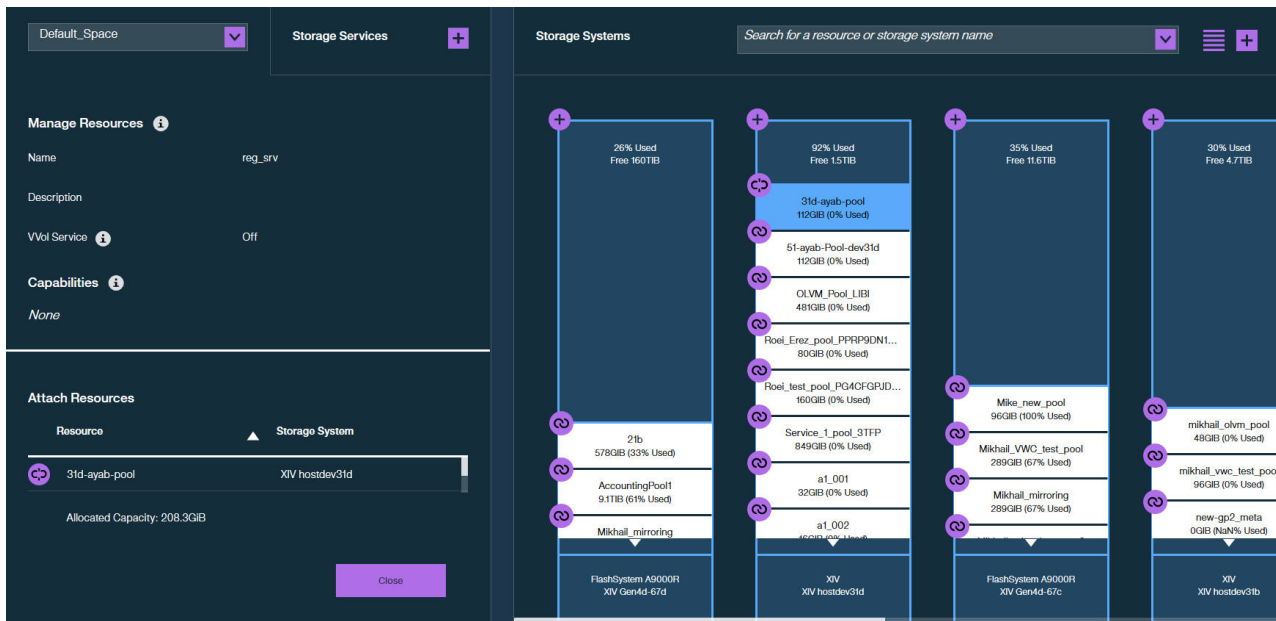 Default_Space
Storage Services
Manage Resources
Name
reg_srv
Description
VVol Service
Off
Capabilities
None
Attach Resources
Resource
Storage System
31d-ayab-pool
XIV hostdev31d
Allocated Capacity: 208.3GiB
Close
Storage Systems
Search for a resource or storage system name
26% Used
Free 160TIB
21b
578GIB (33% Used)
AccountingPool1
9.1TIB (61% Used)
Mikhail_mirroring
FlashSystem A9000R
XIV Gen4d-67d
92% Used
Free 1.5TIB
31d-ayab-pool
112GIB (0% Used)
51-ayab-Pool-dev31d
112GIB (0% Used)
OLVM_Pool_LIBI
481GIB (0% Used)
Roei_Erez_pool_PPRP9DN1...
80GIB (0% Used)
Roei_test_pool_PG4CFGPJD...
160GIB (0% Used)
Service_1_pool_3TFP
849GIB (0% Used)
a1_001
32GIB (0% Used)
a1_002
XIV
XIV hostdev31d
35% Used
Free 11.6TIB
Mike_new_pool
96GIB (100% Used)
Mikhail_VWC_test_pool
289GIB (67% Used)
Mikhail_mirroring
289GIB (67% Used)
FlashSystem A9000R
XIV Gen4d-67c
30% Used
Free 4.7TIB
mikhail_olvm_pool
48GIB (0% Used)
mikhail_vwc_test_poo
96GIB (0% Used)
new-gp2_meta
0GIB (NaN% Used)
XIV
XIV hostdev31b